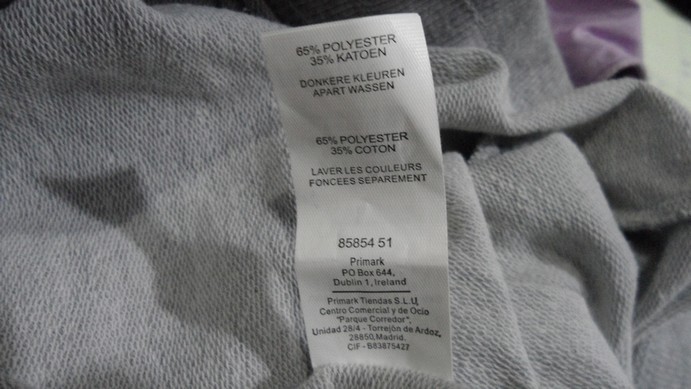 65% POLYESTER
35% KATOEN
DONKERE KLEUREN
APART WASSEN
65% POLYESTER
35% COTON
LAVER LES COULEURS
FONCEES SEPAREMENT
85854 51
Primark
PO Box 644,
Dublin 1, Ireland
Primark Tiendas S.L.U,
Centro Comercial y de Ocio
"Parque Corredor",
Unidad 28/4 - Torrejón de Ardoz,
28850, Madrid.
CIF - B83875427